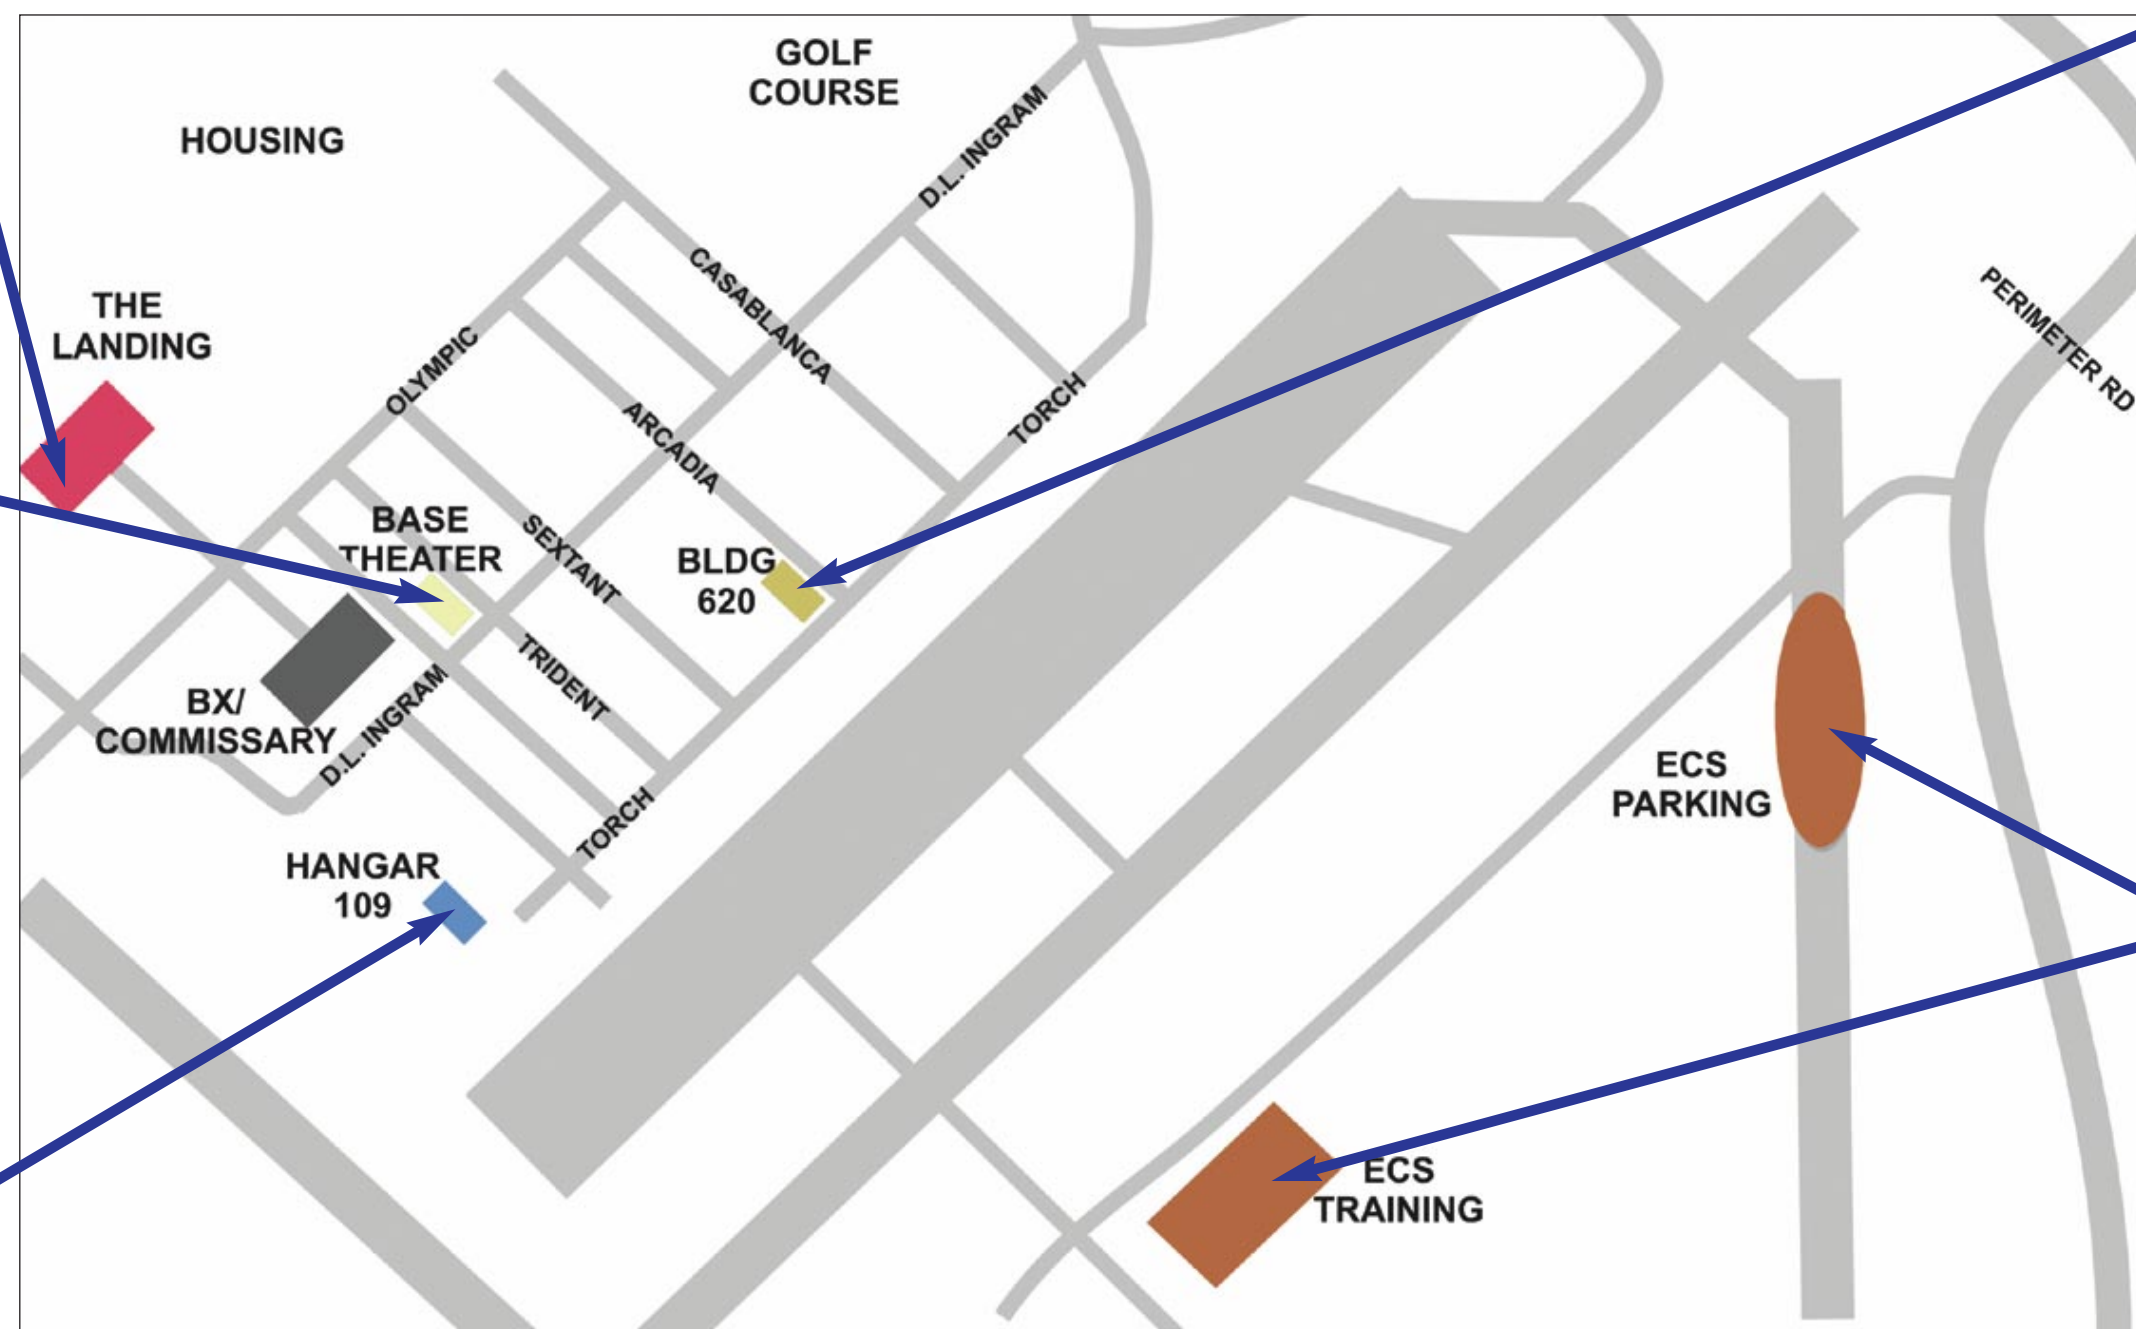 GOLF
COURSE
HOUSING
D.L. INGRAM
CASABLANCA
PERIMETER RD
THE
LANDING
OLYMPIC
ARCADIA
TORCH
BASE
THEATER
SEXTANT
BLDG
620
TRIDENT
BX/
COMMISSARY
D.L. INGRAM
ECS
PARKING
TORCH
HANGAR
109
ECS
TRAINING